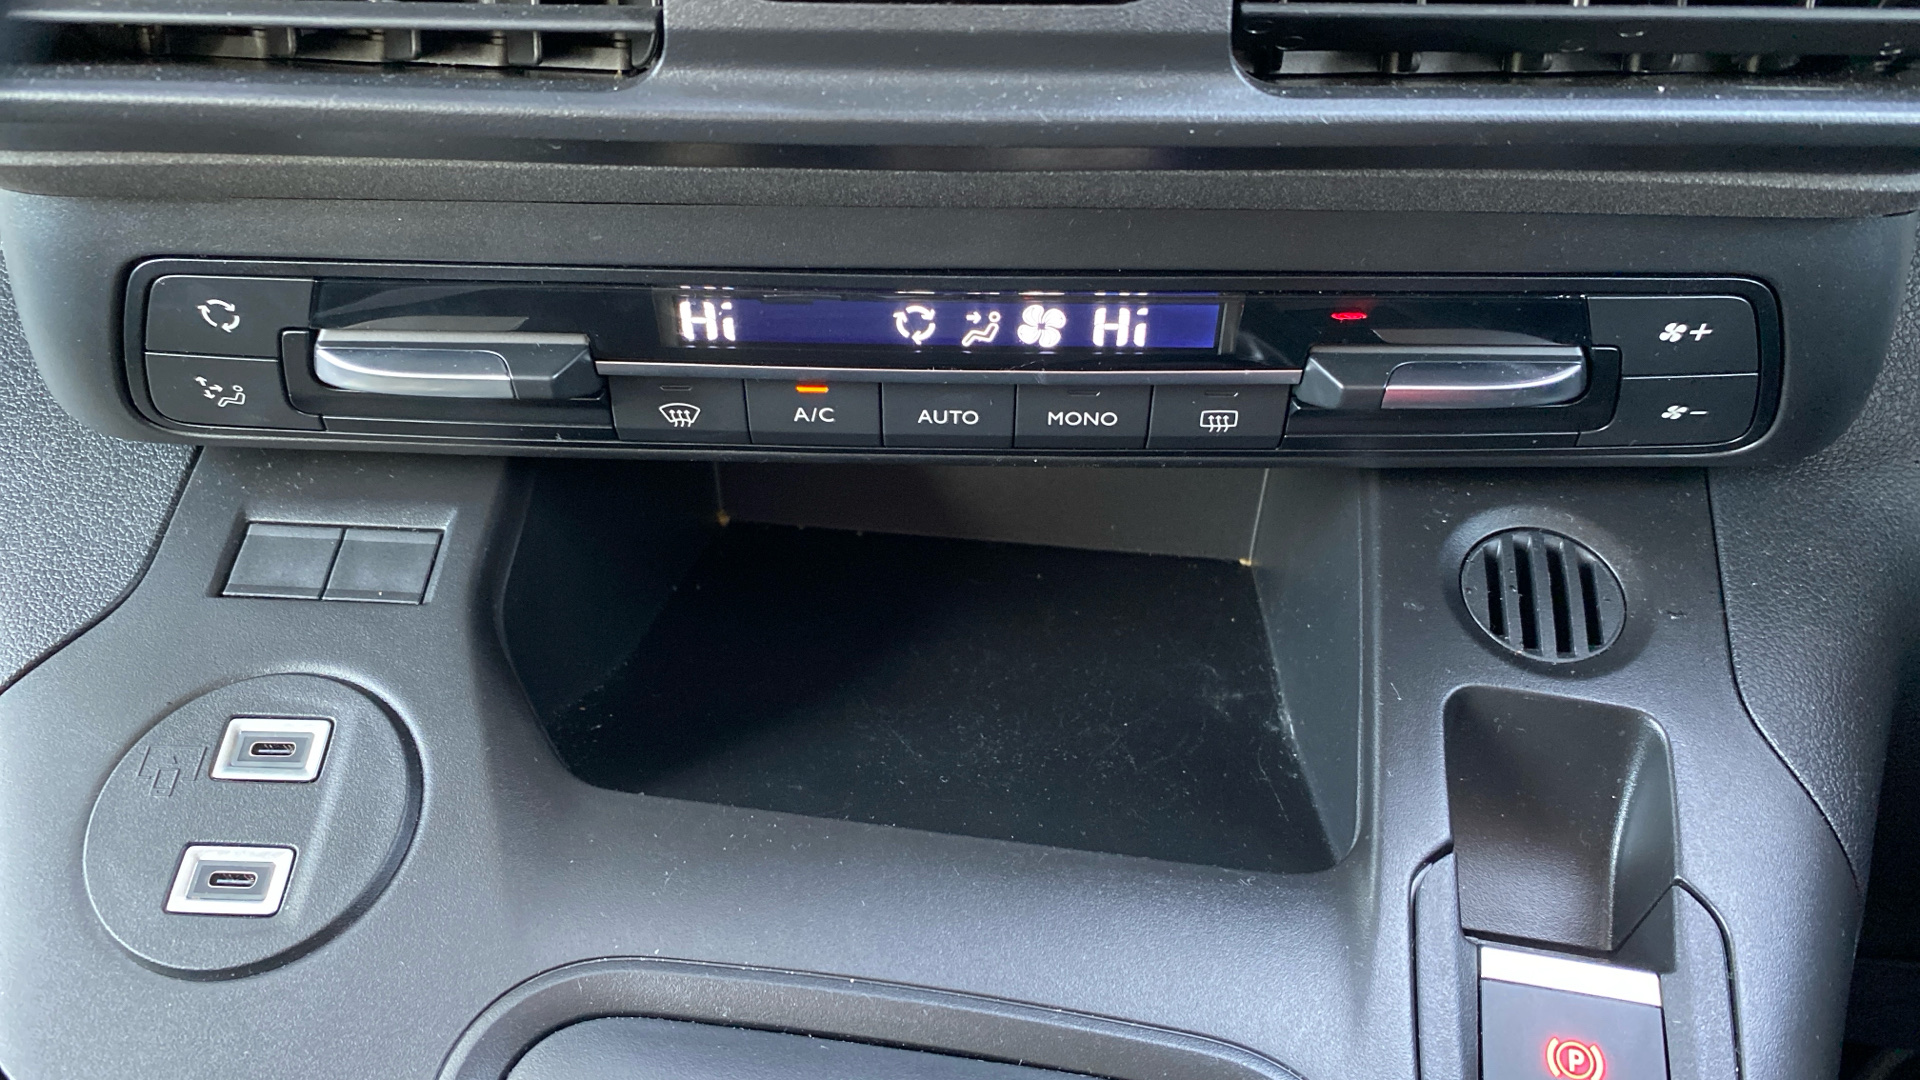 Hi Hi
+
A/C AUTO MONO
-
P